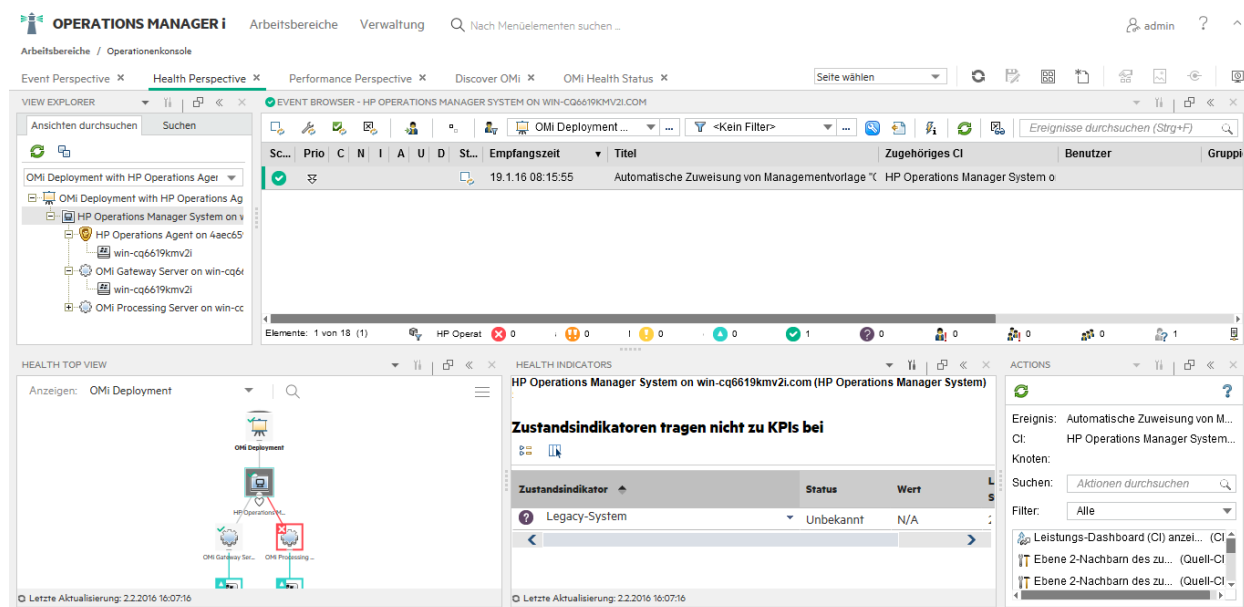 OPERATIONS MANAGER i Arbeitsbereiche Verwaltung Nach Menüelementen suchen ... admin ?
Arbeitsbereiche / Operationenkonsole
Event Perspective × Health Perspective × Performance Perspective × Discover OMi × OMi Health Status × Seite wählen
VIEW EXPLORER
Ansichten durchsuchen Suchen
OMi Deployment with HP Operations Ager
OMi Deployment with HP Operations Ag
HP Operations Manager System on
HP Operations Agent on 4aec65
win-cq6619kmv2i
OMi Gateway Server on win-cq6
win-cq6619kmv2i
OMi Processing Server on win-cc
EVENT BROWSER - HP OPERATIONS MANAGER SYSTEM ON WIN-CQ6619KMV2I.COM
OMi Deployment ... ... <Kein Filter> ... Ereignisse durchsuchen (Strg+F)
Sc... Prio C N I A U D St... Empfangszeit Titel Zugehöriges CI Benutzer Gruppi
19.1.16 08:15:55 Automatische Zuweisung von Managementvorlage "( HP Operations Manager System o
Elemente: 1 von 18 (1) HP Operat 0 0 0 0 1 0 0 0 0 1
HEALTH TOP VIEW
Anzeigen: OMi Deployment
OMi Deployment
HP Operations M...
OMi Gateway Ser... OMi Processing ...
Letzte Aktualisierung: 2.2.2016 16:07:16
HEALTH INDICATORS
HP Operations Manager System on win-cq6619kmv2i.com (HP Operations Manager System)
Zustandsindikatoren tragen nicht zu KPIs bei
Zustandsindikator Status Wert L
S
Legacy-System Unbekannt N/A
Letzte Aktualisierung: 2.2.2016 16:07:16
ACTIONS
?
Ereignis: Automatische Zuweisung von M...
CI: HP Operations Manager System...
Knoten:
Suchen: Aktionen durchsuchen
Filter: Alle
Leistungs-Dashboard (CI) anzei... (CI
Ebene 2-Nachbarn des zu... (Quell-CI
Ebene 2-Nachbarn des zu... (Quell-CI